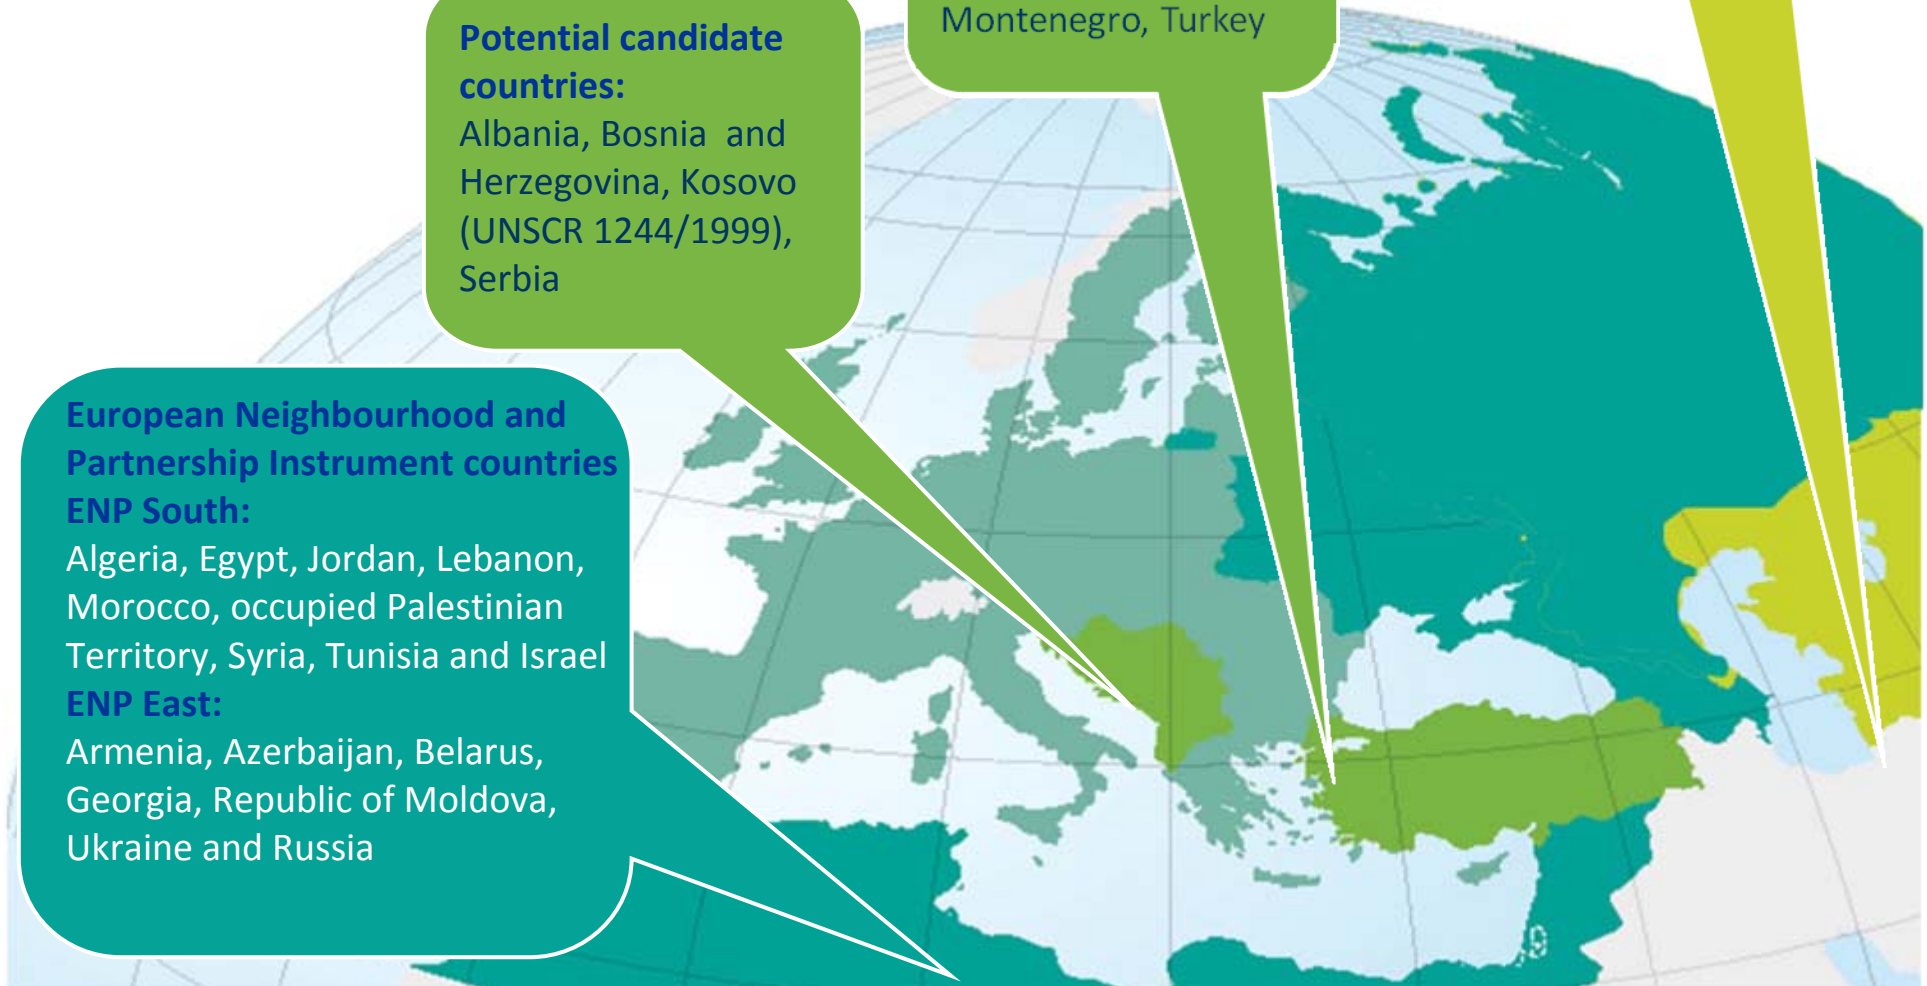 Montenegro, Turkey
Potential candidate
countries:
Albania, Bosnia and
Herzegovina, Kosovo
(UNSCR 1244/1999),
Serbia
European Neighbourhood and
Partnership Instrument countries
ENP South:
Algeria, Egypt, Jordan, Lebanon,
Morocco, occupied Palestinian
Territory, Syria, Tunisia and Israel
ENP East:
Armenia, Azerbaijan, Belarus,
Georgia, Republic of Moldova,
Ukraine and Russia